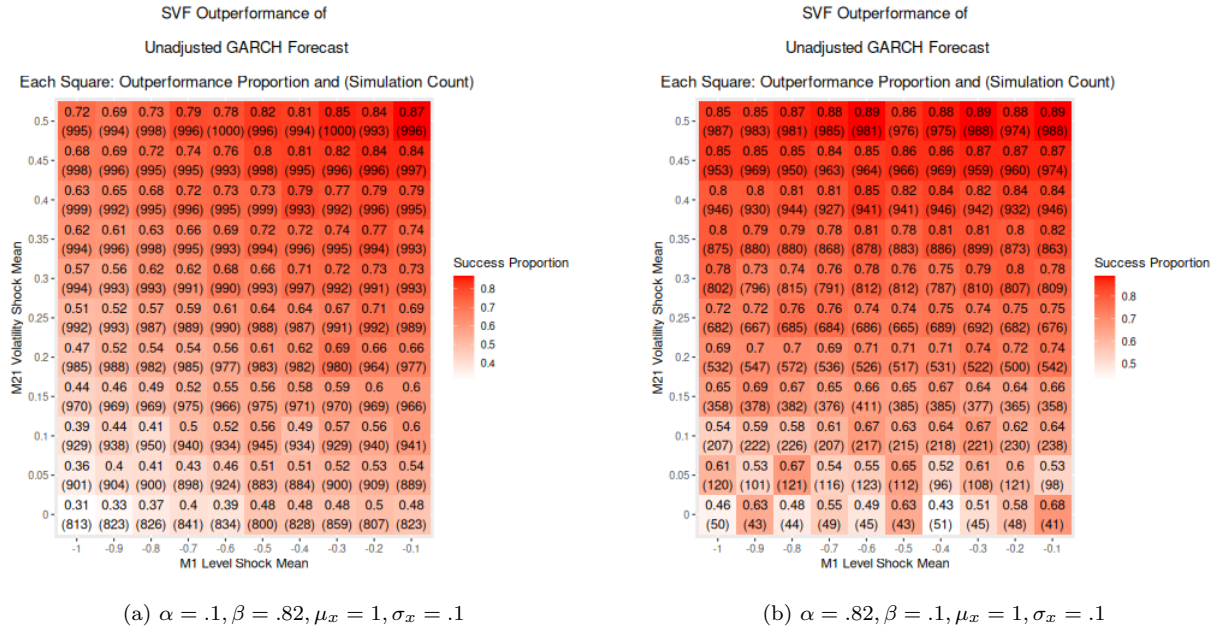 SVF Outperformance of
Unadjusted GARCH Forecast
Each Square: Outperformance Proportion and (Simulation Count)
M21 Volatility Shock Mean
0.5
0.72 0.69 0.73 0.79 0.78 0.82 0.81 0.85 0.84 0.87
(995) (994) (998) (996) (1000) (996) (994) (1000) (993) (996)
0.45
0.68 0.69 0.72 0.74 0.76 0.8 0.81 0.82 0.84 0.84
(998) (996) (995) (995) (993) (998) (995) (996) (996) (997)
0.4
0.63 0.65 0.68 0.72 0.73 0.73 0.79 0.77 0.79 0.79
(999) (992) (995) (996) (995) (999) (993) (992) (996) (995)
0.35
0.62 0.61 0.63 0.66 0.69 0.72 0.72 0.74 0.77 0.74
(994) (996) (998) (995) (993) (994) (996) (995) (994) (993)
0.3
0.57 0.56 0.62 0.62 0.68 0.66 0.71 0.72 0.73 0.73
(994) (993) (993) (991) (990) (993) (997) (992) (991) (993)
0.25
0.51 0.52 0.57 0.59 0.61 0.64 0.64 0.67 0.71 0.69
(992) (993) (987) (989) (990) (988) (987) (991) (992) (989)
0.2
0.47 0.52 0.54 0.54 0.56 0.61 0.62 0.69 0.66 0.66
(985) (988) (982) (985) (977) (983) (982) (980) (964) (977)
0.15
0.44 0.46 0.49 0.52 0.55 0.56 0.58 0.59 0.6 0.6
(970) (969) (969) (975) (966) (975) (971) (970) (969) (966)
0.1
0.39 0.44 0.41 0.5 0.52 0.56 0.49 0.57 0.56 0.6
(929) (938) (950) (940) (934) (945) (934) (929) (940) (941)
0.05
0.36 0.4 0.41 0.43 0.46 0.51 0.51 0.52 0.53 0.54
(901) (904) (900) (898) (924) (883) (884) (900) (909) (889)
0
0.31 0.33 0.37 0.4 0.39 0.48 0.48 0.48 0.5 0.48
(813) (823) (826) (841) (834) (800) (828) (859) (807) (823)
-1 -0.9 -0.8 -0.7 -0.6 -0.5 -0.4 -0.3 -0.2 -0.1
M1 Level Shock Mean
Success Proportion
0.8
0.7
0.6
0.5
0.4
(a) α = .1, β = .82, μx = 1, σx = .1
SVF Outperformance of
Unadjusted GARCH Forecast
Each Square: Outperformance Proportion and (Simulation Count)
M21 Volatility Shock Mean
0.5
0.85 0.85 0.87 0.88 0.89 0.86 0.88 0.89 0.88 0.89
(987) (983) (981) (985) (981) (976) (975) (988) (974) (988)
0.45
0.85 0.85 0.85 0.84 0.85 0.86 0.86 0.87 0.87 0.87
(953) (969) (950) (963) (964) (966) (969) (959) (960) (974)
0.4
0.8 0.8 0.81 0.81 0.85 0.82 0.84 0.82 0.84 0.84
(946) (930) (944) (927) (941) (941) (946) (942) (932) (946)
0.35
0.8 0.79 0.79 0.78 0.81 0.78 0.81 0.81 0.8 0.82
(875) (880) (880) (868) (878) (883) (886) (899) (873) (863)
0.3
0.78 0.73 0.74 0.76 0.78 0.76 0.75 0.79 0.8 0.78
(802) (796) (815) (791) (812) (812) (787) (810) (807) (809)
0.25
0.72 0.72 0.76 0.76 0.74 0.74 0.75 0.74 0.72 0.75
(682) (667) (685) (684) (686) (665) (689) (692) (682) (676)
0.2
0.69 0.7 0.7 0.69 0.71 0.71 0.71 0.74 0.72 0.74
(532) (547) (572) (536) (526) (517) (531) (522) (500) (542)
0.15
0.65 0.69 0.67 0.65 0.66 0.65 0.67 0.64 0.64 0.66
(358) (378) (382) (376) (411) (385) (385) (377) (365) (358)
0.1
0.54 0.59 0.58 0.61 0.67 0.63 0.64 0.67 0.62 0.64
(207) (222) (226) (207) (217) (215) (218) (221) (230) (238)
0.05
0.61 0.53 0.67 0.54 0.55 0.65 0.52 0.61 0.6 0.53
(120) (101) (121) (116) (123) (112) (96) (108) (121) (98)
0
0.46 0.63 0.48 0.55 0.49 0.63 0.43 0.51 0.58 0.68
(50) (43) (44) (49) (45) (43) (51) (45) (48) (41)
-1 -0.9 -0.8 -0.7 -0.6 -0.5 -0.4 -0.3 -0.2 -0.1
M1 Level Shock Mean
Success Proportion
0.8
0.7
0.6
0.5
(b) α = .82, β = .1, μx = 1, σx = .1